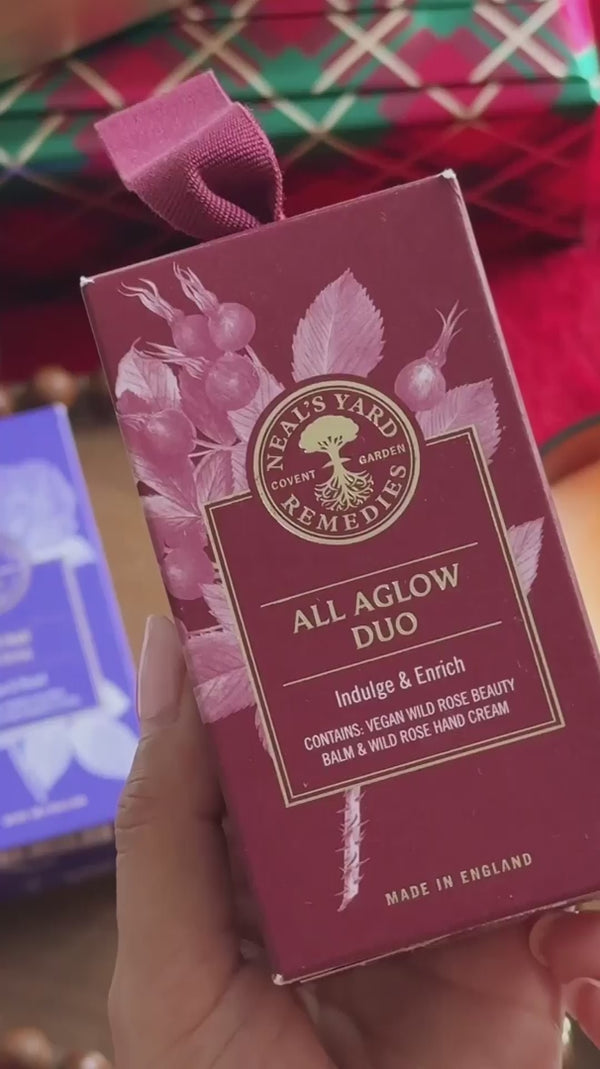 NEAL'S YARD
COVENT GARDEN
REMEDIES
ALL AGLOW
DUO
Indulge & Enrich
CONTAINS: VEGAN WILD ROSE BEAUTY
BALM & WILD ROSE HAND CREAM
MADE IN ENGLAND